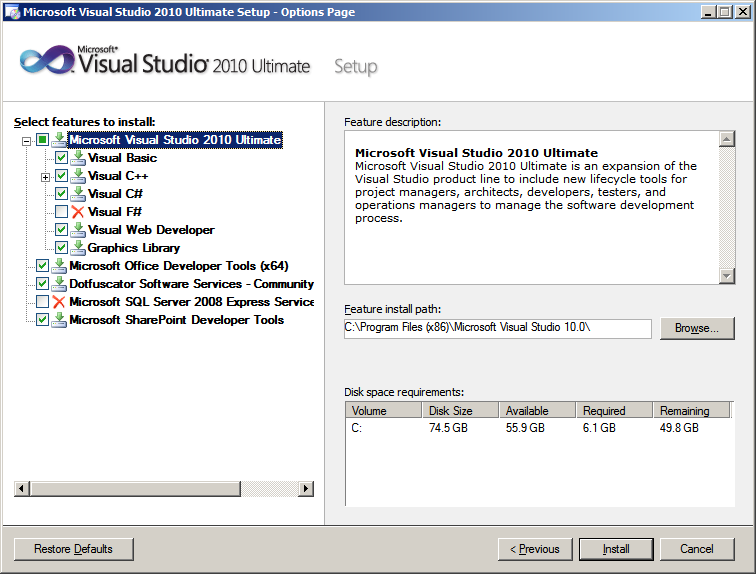 Microsoft Visual Studio 2010 Ultimate Setup - Options Page
Microsoft®
Visual Studio® 2010 Ultimate Setup
Select features to install:
Microsoft Visual Studio 2010 Ultimate
Visual Basic
Visual C++
Visual C#
Visual F#
Visual Web Developer
Graphics Library
Microsoft Office Developer Tools (x64)
Dotfuscator Software Services - Community
Microsoft SQL Server 2008 Express Service
Microsoft SharePoint Developer Tools
Feature description:
Microsoft Visual Studio 2010 Ultimate
Microsoft Visual Studio 2010 Ultimate is an expansion of the
Visual Studio product line to include new lifecycle tools for
project managers, architects, developers, testers, and
operations managers to manage the software development
process.
Feature install path:
C:\Program Files (x86)\Microsoft Visual Studio 10.0\
Browse...
Disk space requirements:
Volume Disk Size Available Required Remaining
C: 74.5 GB 55.9 GB 6.1 GB 49.8 GB
Restore Defaults
< Previous
Install
Cancel